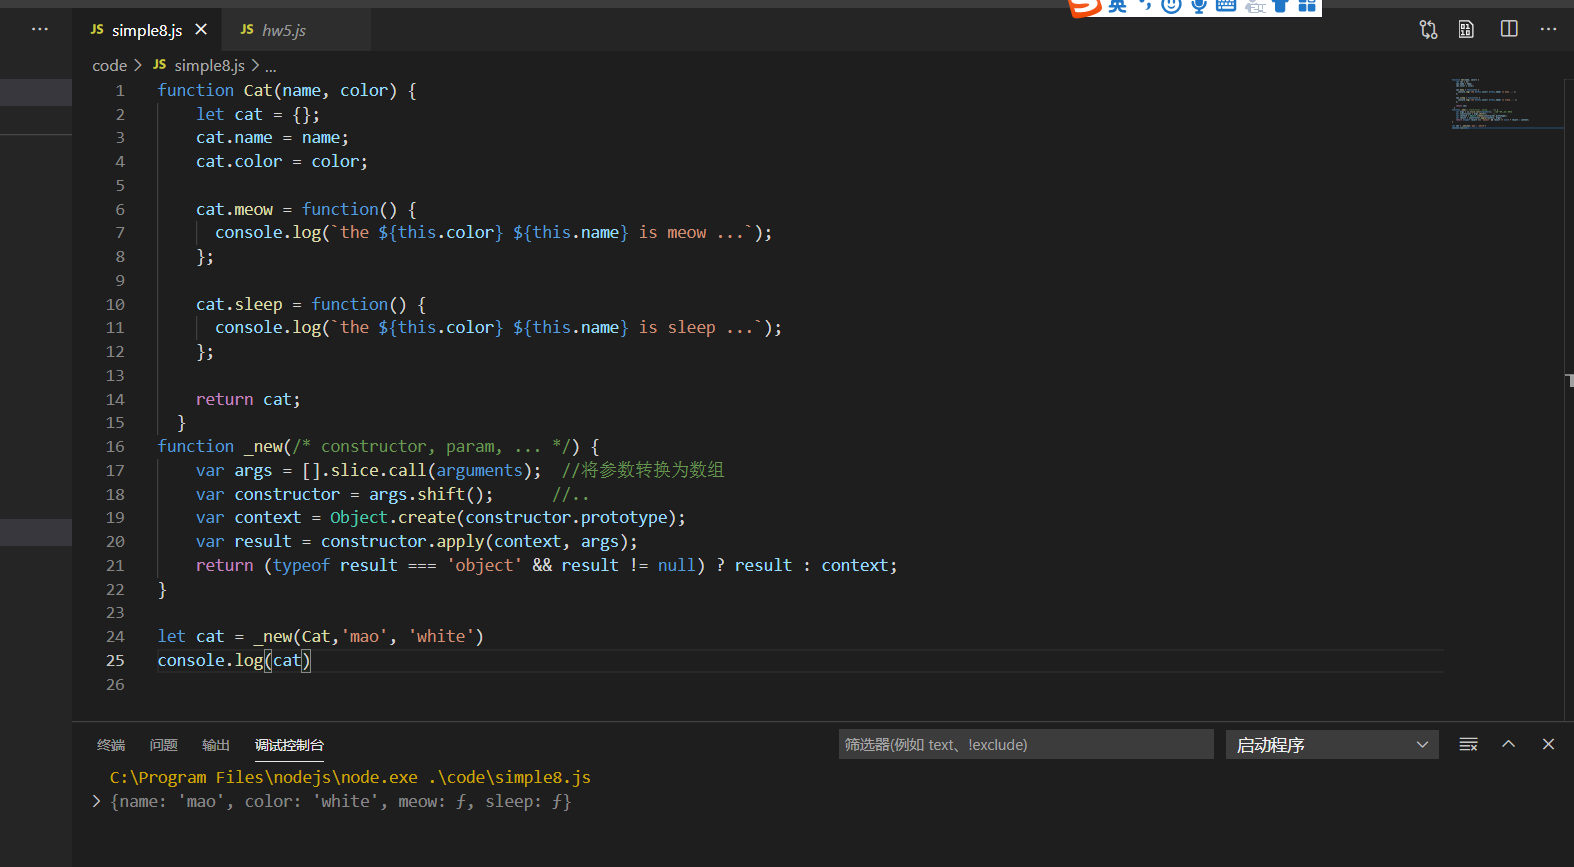 英
JS simple8.js
JS hw5.js
code > JS simple8.js > ...
1 function Cat(name, color) {
2 let cat = {};
3 cat.name = name;
4 cat.color = color;
5
6 cat.meow = function() {
7 console.log(`the ${this.color} ${this.name} is meow ...`);
8 };
9
10 cat.sleep = function() {
11 console.log(`the ${this.color} ${this.name} is sleep ...`);
12 };
13
14 return cat;
15 }
16 function _new(/* constructor, param, ... */) {
17 var args = [].slice.call(arguments); //将参数转换为数组
18 var constructor = args.shift(); //..
19 var context = Object.create(constructor.prototype);
20 var result = constructor.apply(context, args);
21 return (typeof result === 'object' && result != null) ? result : context;
22 }
23
24 let cat = _new(Cat,'mao', 'white')
25 console.log(cat)
26
终端 问题 输出 调试控制台 筛选器(例如 text、!exclude) 启动程序
C:\Program Files\nodejs\node.exe .\code\simple8.js
> {name: 'mao', color: 'white', meow: ƒ, sleep: ƒ}